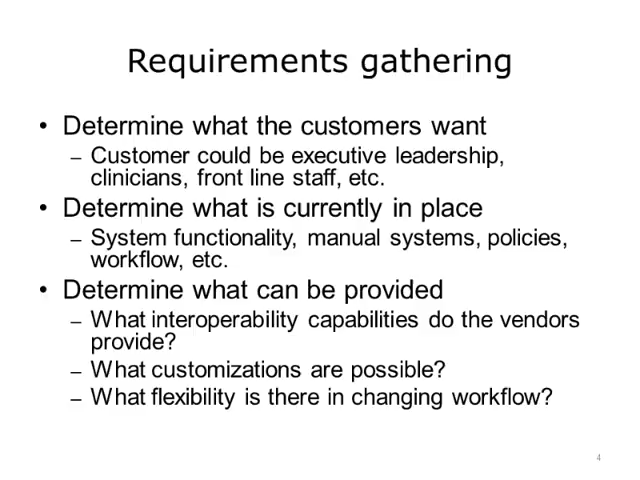 Requirements gathering
• Determine what the customers want
– Customer could be executive leadership,
clinicians, front line staff, etc.
• Determine what is currently in place
– System functionality, manual systems, policies,
workflow, etc.
• Determine what can be provided
– What interoperability capabilities do the vendors
provide?
– What customizations are possible?
– What flexibility is there in changing workflow?
4